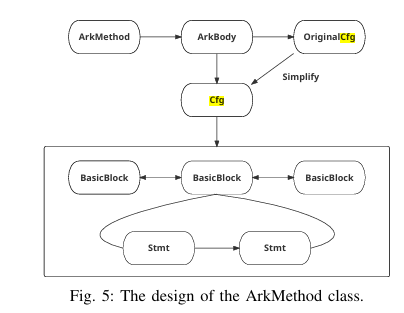 ArkMethod ArkBody OriginalCfg
Simplify
Cfg
BasicBlock BasicBlock BasicBlock
Stmt Stmt
Fig. 5: The design of the ArkMethod class.